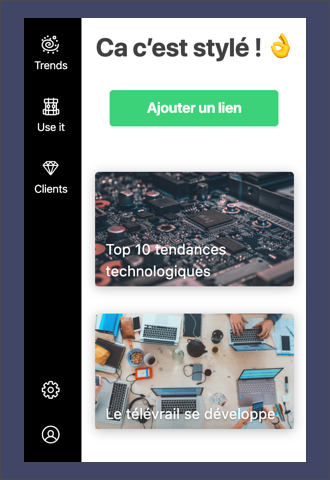 Trends
Use it
Clients
Ca c’est stylé ! 👌
Ajouter un lien
Top 10 tendances
technologiques
Le télévrail se développe